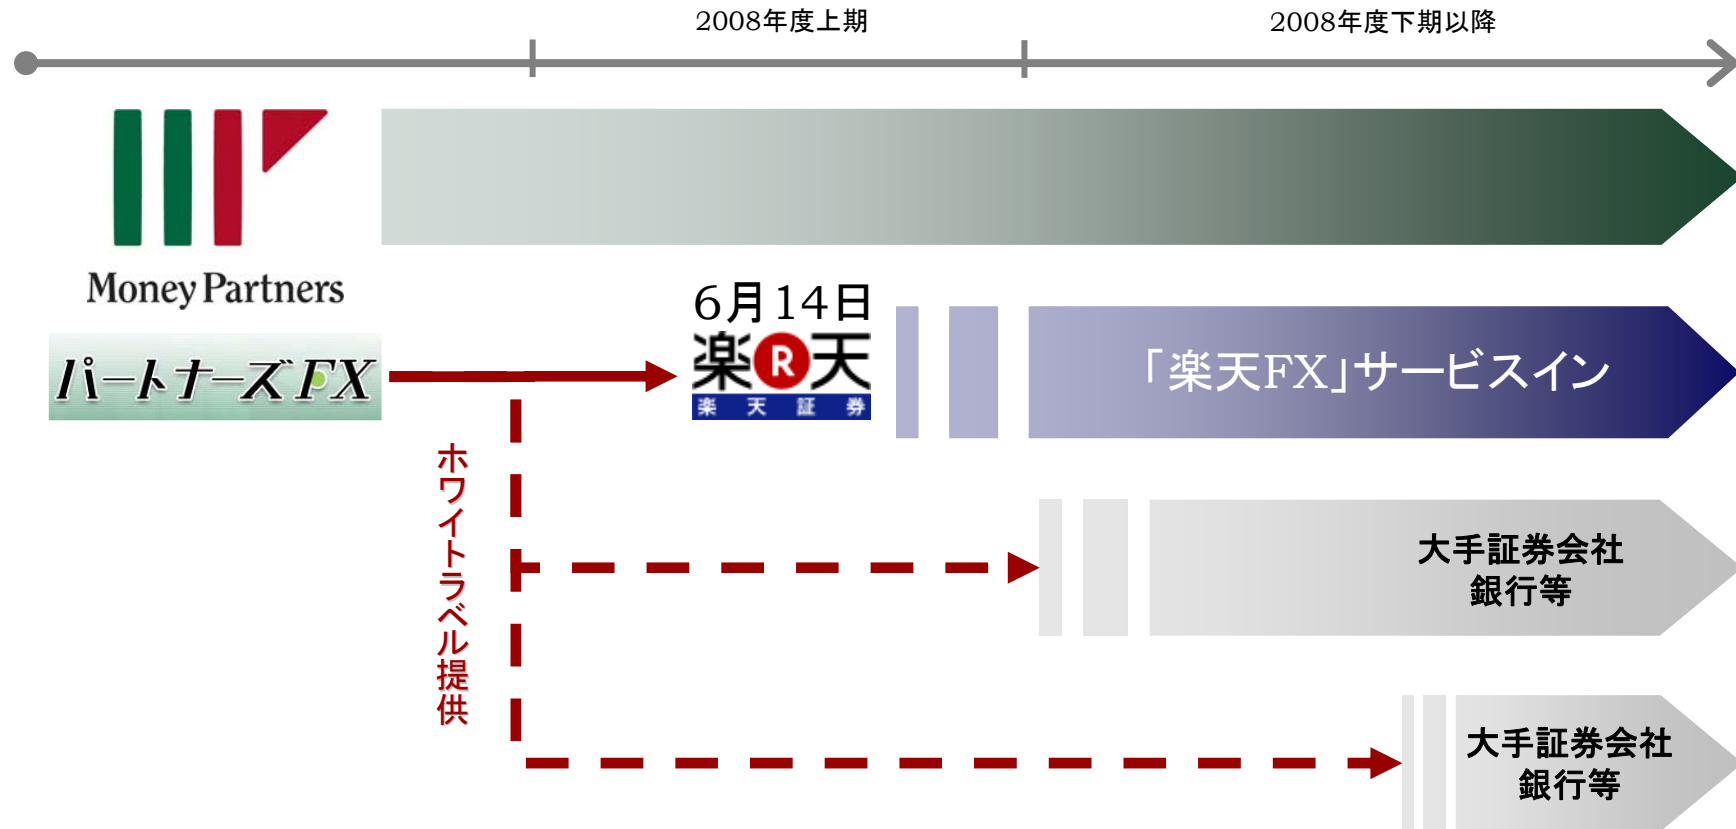 2008年度上期
2008年度下期以降
Money Partners
パートナーズFX
6月14日
楽R天
楽天証券
「楽天FX」サービスイン
ホワイトラベル提供
大手証券会社
銀行等
大手証券会社
銀行等